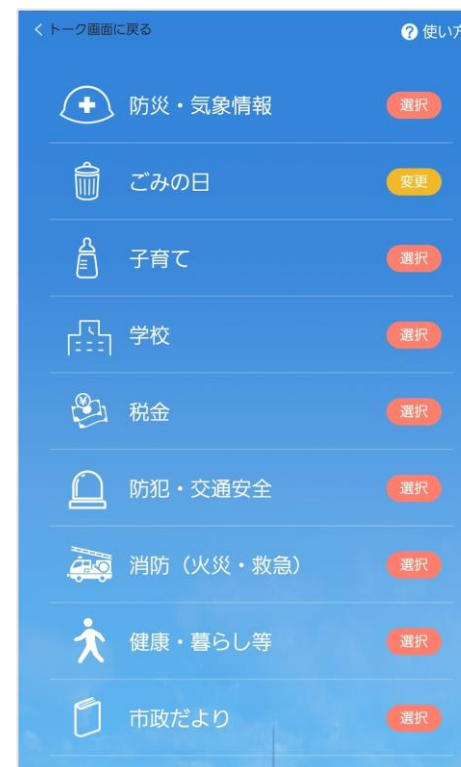 < トーク画面に戻る ? 使い方
防災・気象情報 選択
ごみの日 変更
子育て 選択
学校 選択
税金 選択
防犯・交通安全 選択
消防（火災・救急） 選択
健康・暮らし等 選択
市政だより 選択